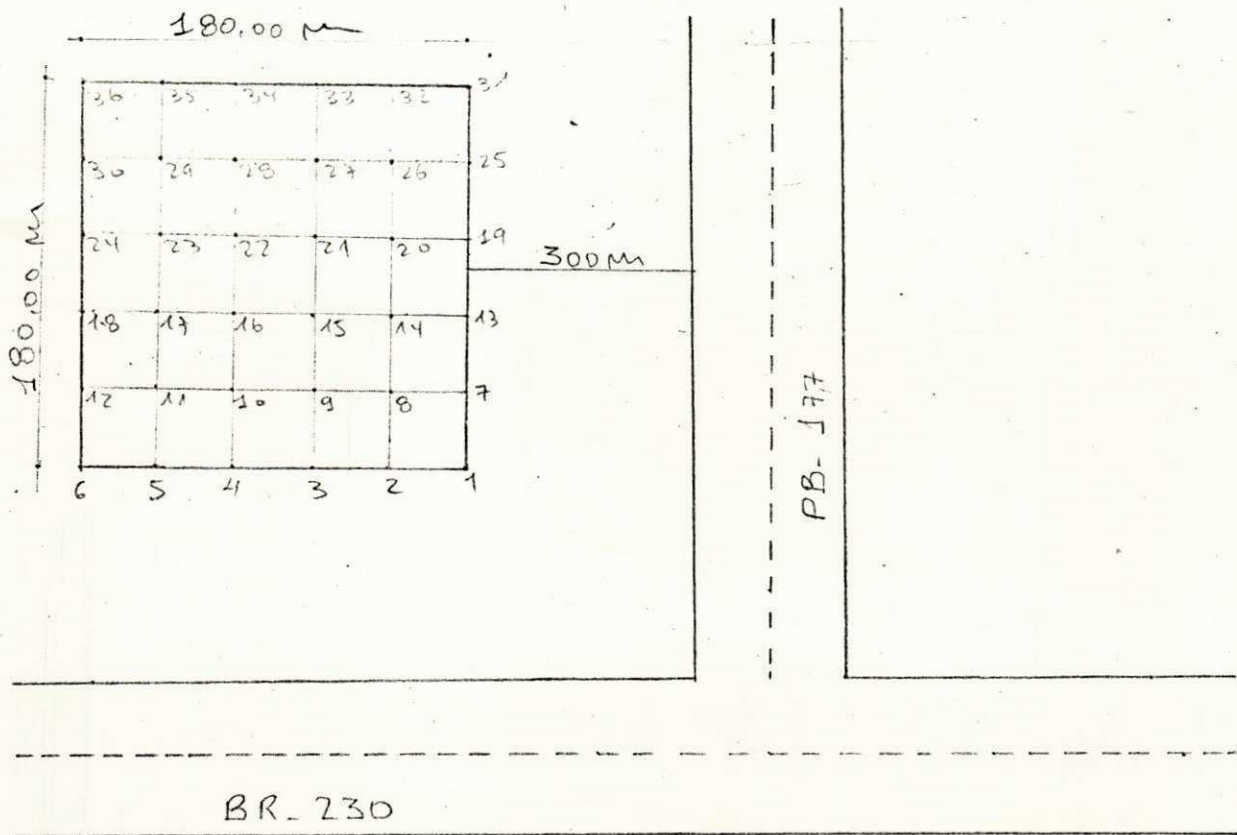 180.00 m
36 35 34 33 32 31
30 29 28 27 26 25
180.00 m
24 23 22 21 20 19
300 m
18 17 16 15 14 13
12 11 10 9 8 7
6 5 4 3 2 1
PB- 177
BR- 230